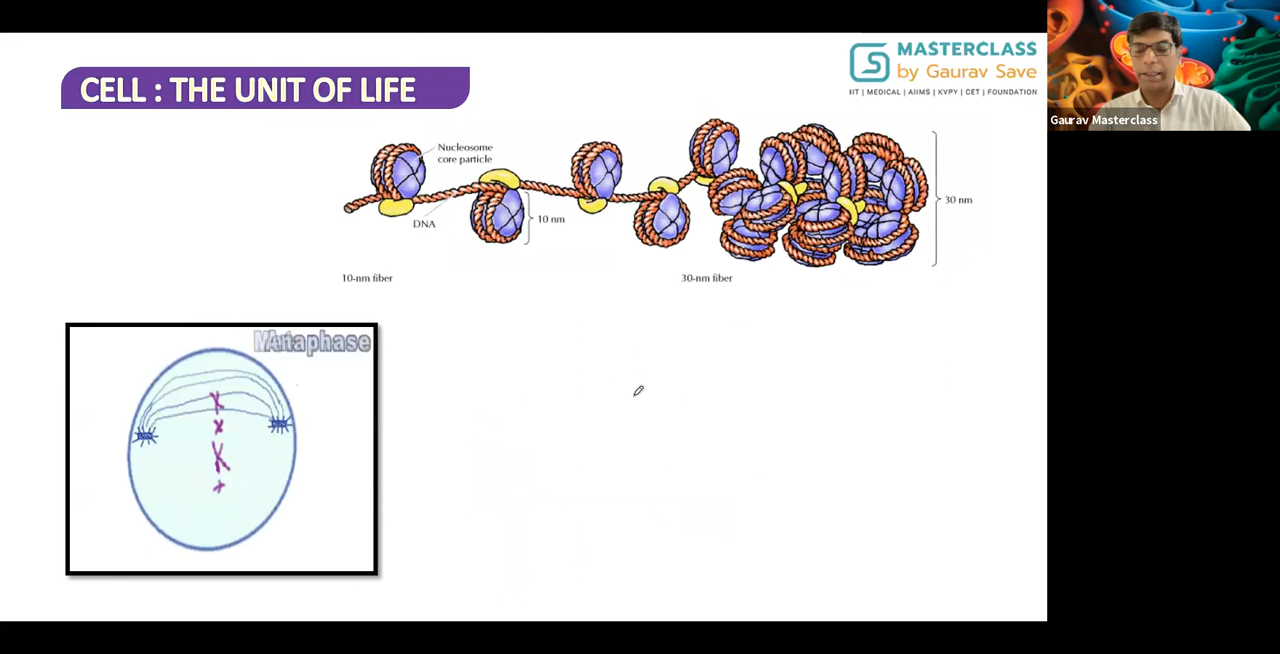 MASTERCLASS
by Gaurav Save
IIT | MEDICAL | AIIMS | KVPY | CET | FOUNDATION
Gaurav Masterclass
CELL : THE UNIT OF LIFE
Nucleosome
core particle
DNA
10 nm
30 nm
10-nm fiber
30-nm fiber